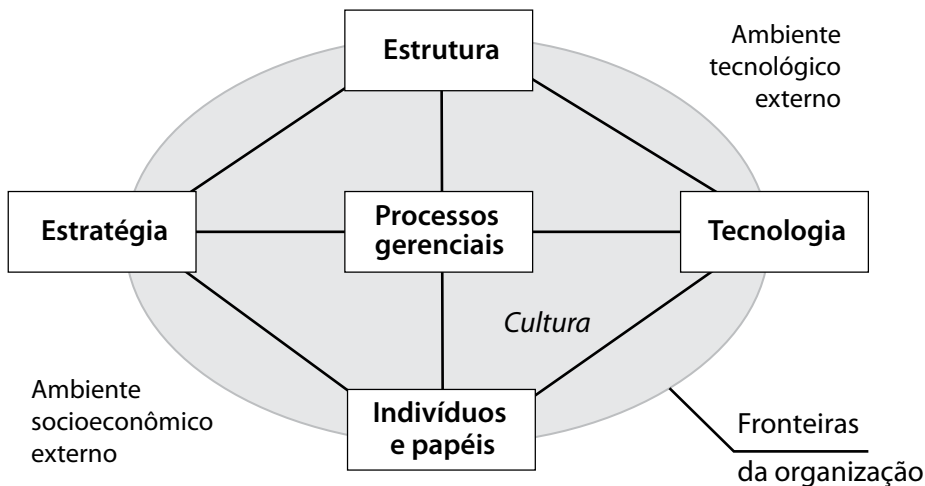 Estrutura
Ambiente
tecnológico
externo
Estratégia
Processos
gerenciais
Tecnologia
Cultura
Ambiente
socioeconômico
externo
Indivíduos
e papéis
Fronteiras
da organização